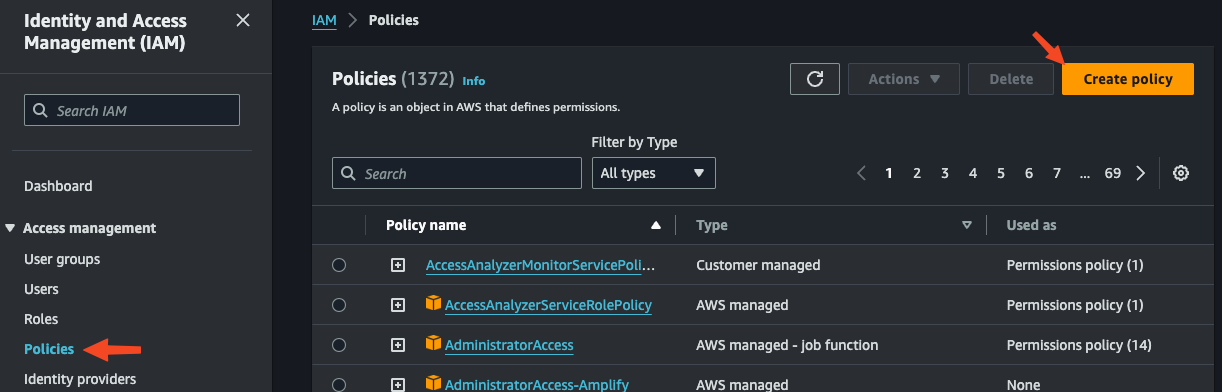 Identity and Access
Management (IAM)
Search IAM
Dashboard
Access management
User groups
Users
Roles
Policies
Identity providers
IAM > Policies
Policies (1372) Info
A policy is an object in AWS that defines permissions.
Actions
Delete
Create policy
Filter by Type
Search
All types
1 2 3 4 5 6 7 ... 69
Policy name Type Used as
AccessAnalyzerMonitorServicePoli... Customer managed Permissions policy (1)
AccessAnalyzerServiceRolePolicy AWS managed Permissions policy (1)
AdministratorAccess AWS managed - job function Permissions policy (14)
AdministratorAccess-Amplify AWS managed None